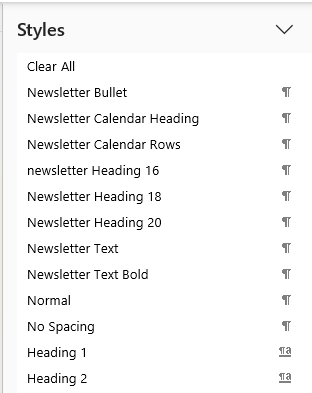 Styles
Clear All
Newsletter Bullet ¶
Newsletter Calendar Heading ¶
Newsletter Calendar Rows ¶
newsletter Heading 16 ¶
Newsletter Heading 18 ¶
Newsletter Heading 20 ¶
Newsletter Text ¶
Newsletter Text Bold ¶
Normal ¶
No Spacing ¶
Heading 1 ¶a
Heading 2 ¶a